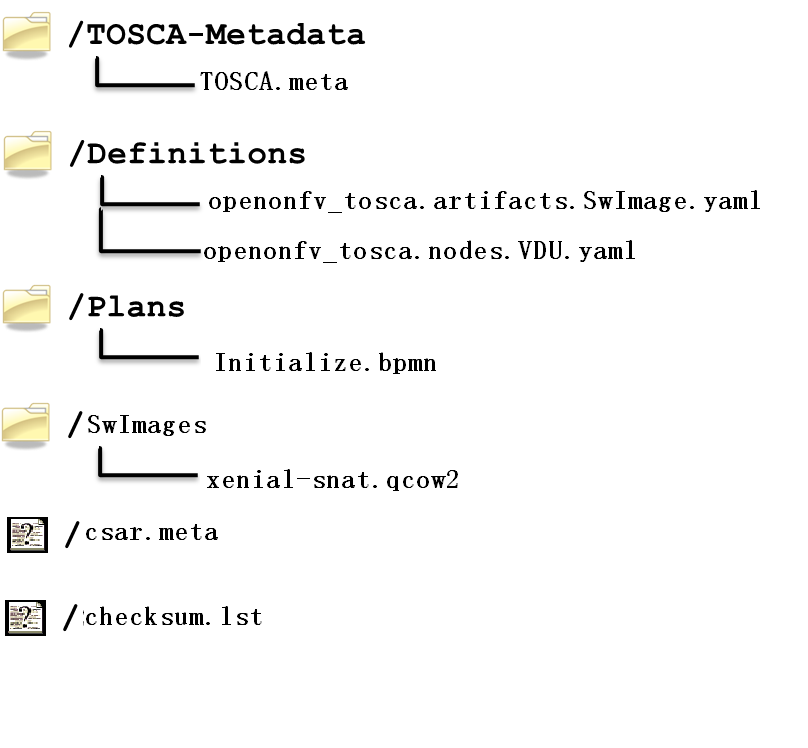 /TOSCA-Metadata
TOSCA.meta
/Definitions
openonfv_tosca.artifacts.SwImage.yaml
openonfv_tosca.nodes.VDU.yaml
/Plans
Initialize.bpmn
/SwImages
xenial-snat.qcow2
/csar.meta
/checksum.lst